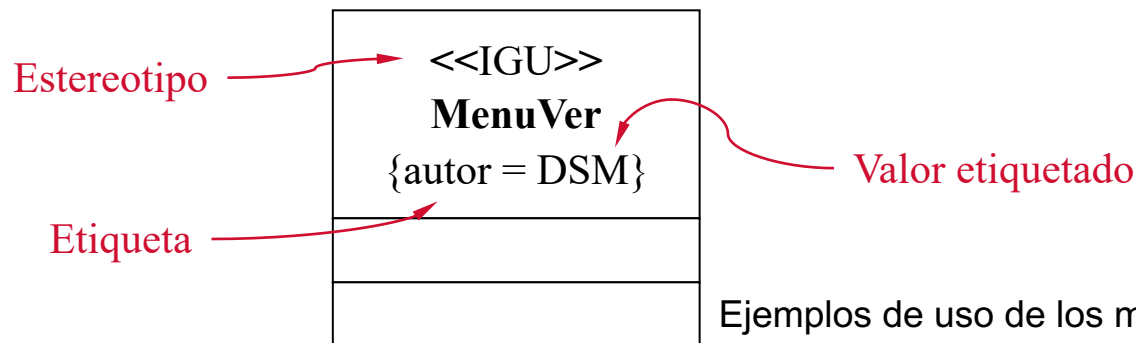 <<IGU>>
Estereotipo
MenuVer
{autor = DSM}
Valor etiquetado
Etiqueta
Ejemplos de uso de los